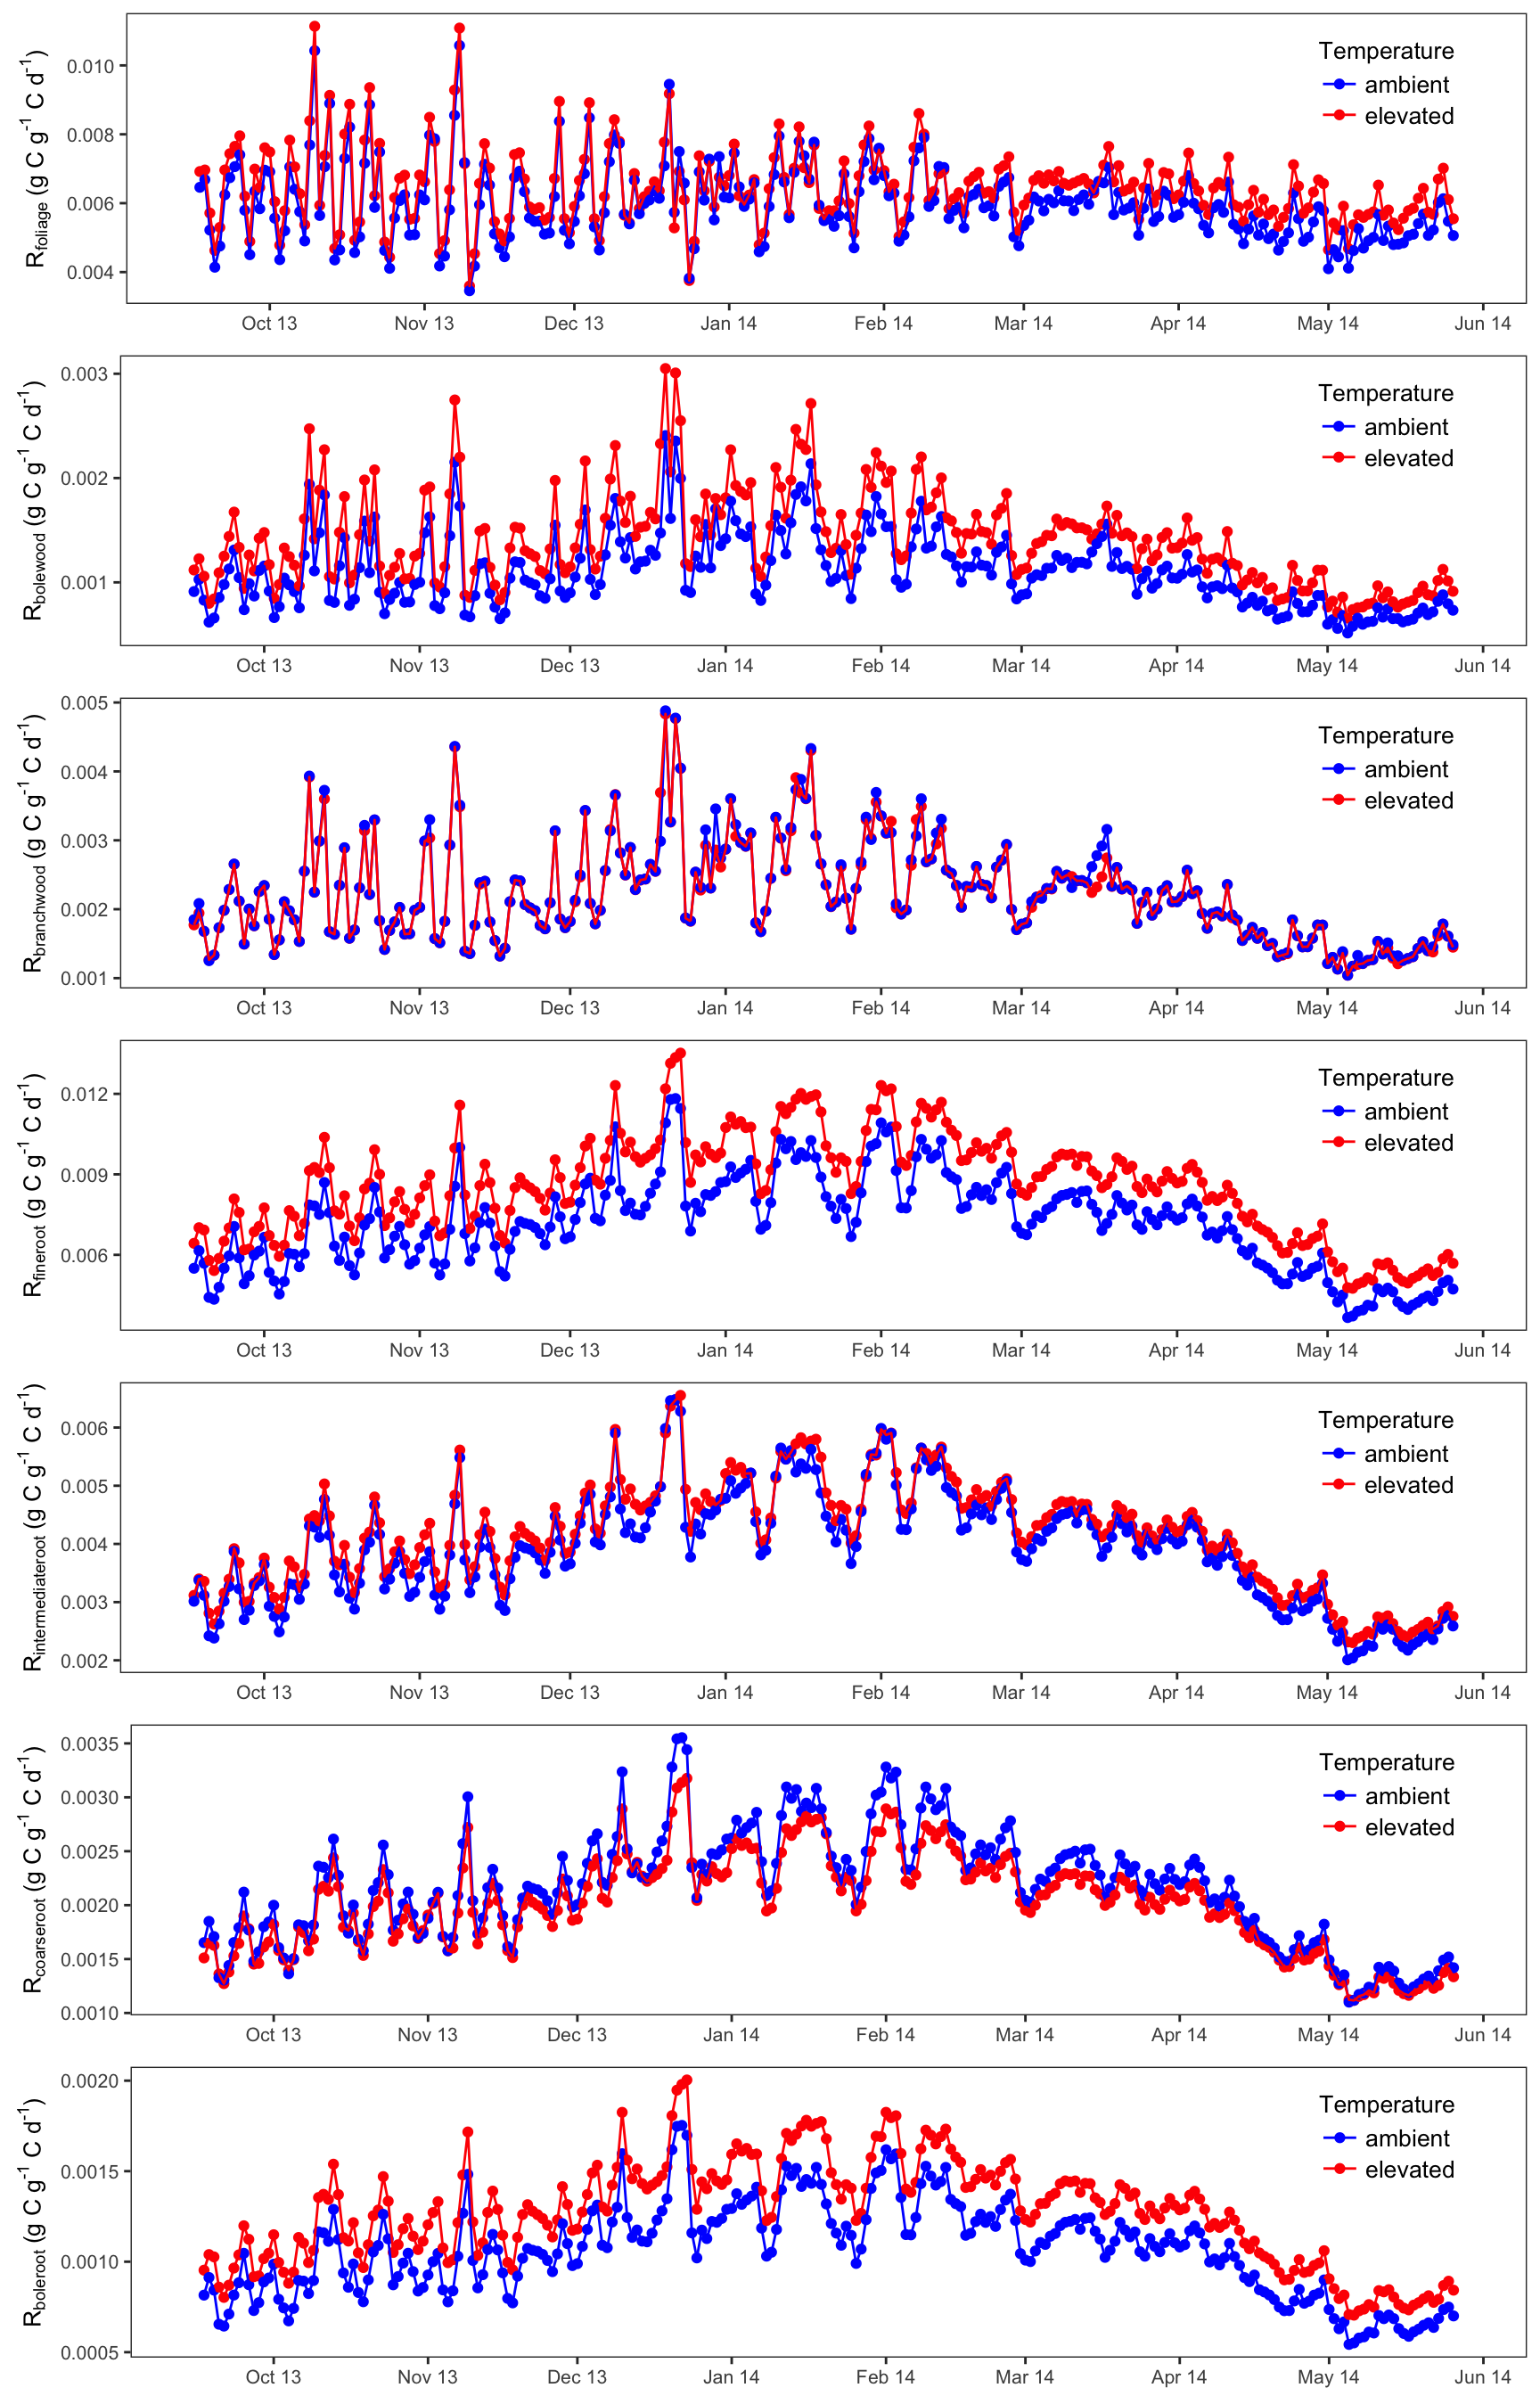 Rfoliage (g C g-1 C d-1)
0.010
0.008
0.006
0.004
Temperature
ambient
elevated
Oct 13 Nov 13 Dec 13 Jan 14 Feb 14 Mar 14 Apr 14 May 14 Jun 14
Rbolewood (g C g-1 C d-1)
0.003
0.002
0.001
Temperature
ambient
elevated
Oct 13 Nov 13 Dec 13 Jan 14 Feb 14 Mar 14 Apr 14 May 14 Jun 14
Rbranchwood (g C g-1 C d-1)
0.005
0.004
0.003
0.002
0.001
Temperature
ambient
elevated
Oct 13 Nov 13 Dec 13 Jan 14 Feb 14 Mar 14 Apr 14 May 14 Jun 14
Rfineroot (g C g-1 C d-1)
0.012
0.009
0.006
Temperature
ambient
elevated
Oct 13 Nov 13 Dec 13 Jan 14 Feb 14 Mar 14 Apr 14 May 14 Jun 14
Rintermediateroot (g C g-1 C d-1)
0.006
0.005
0.004
0.003
0.002
Temperature
ambient
elevated
Oct 13 Nov 13 Dec 13 Jan 14 Feb 14 Mar 14 Apr 14 May 14 Jun 14
Rcoarseroot (g C g-1 C d-1)
0.0035
0.0030
0.0025
0.0020
0.0015
0.0010
Temperature
ambient
elevated
Oct 13 Nov 13 Dec 13 Jan 14 Feb 14 Mar 14 Apr 14 May 14 Jun 14
Rboleroot (g C g-1 C d-1)
0.0020
0.0015
0.0010
0.0005
Temperature
ambient
elevated
Oct 13 Nov 13 Dec 13 Jan 14 Feb 14 Mar 14 Apr 14 May 14 Jun 14